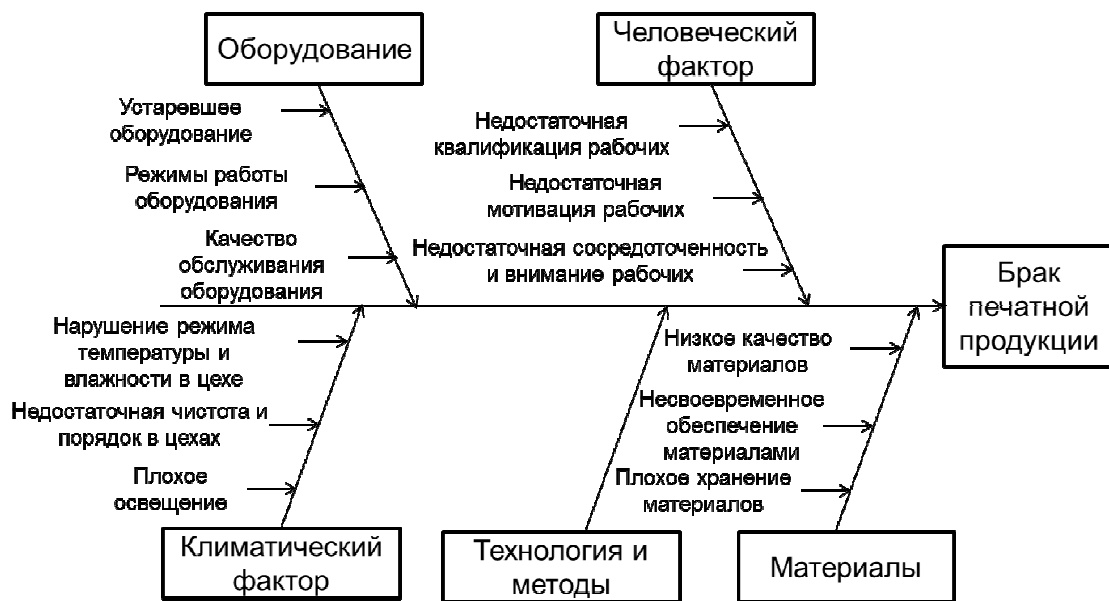 Оборудование
Человеческий
фактор
Устаревшее
оборудование
Режимы работы
оборудования
Качество
обслуживания
оборудования
Недостаточная
квалификация рабочих
Недостаточная
мотивация рабочих
Недостаточная сосредоточенность
и внимание рабочих
Брак
печатной
продукции
Нарушение режима
температуры и
влажности в цехе
Недостаточная чистота и
порядок в цехах
Плохое
освещение
Низкое качество
материалов
Несвоевременное
обеспечение
материалами
Плохое хранение
материалов
Климатический
фактор
Технология и
методы
Материалы